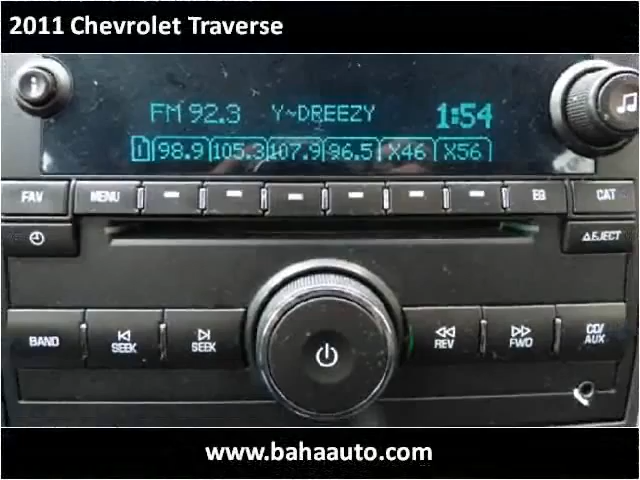 2011 Chevrolet Traverse
FM 92.3 Y~DREEZY 1:54
1 98.9 105.3 107.9 96.5 X46 X56
FAV MENU EQ CAT
EJECT
BAND SEEK SEEK REV FWD CD/AUX
www.bahaauto.com